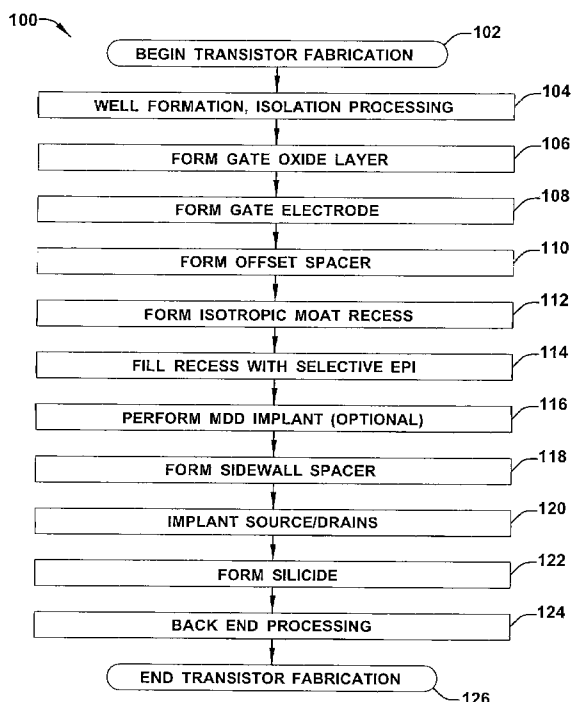 100
BEGIN TRANSISTOR FABRICATION
102
WELL FORMATION, ISOLATION PROCESSING
104
FORM GATE OXIDE LAYER
106
FORM GATE ELECTRODE
108
FORM OFFSET SPACER
110
FORM ISOTROPIC MOAT RECESS
112
FILL RECESS WITH SELECTIVE EPI
114
PERFORM MDD IMPLANT (OPTIONAL)
116
FORM SIDEWALL SPACER
118
IMPLANT SOURCE/DRAINS
120
FORM SILICIDE
122
BACK END PROCESSING
124
END TRANSISTOR FABRICATION
126